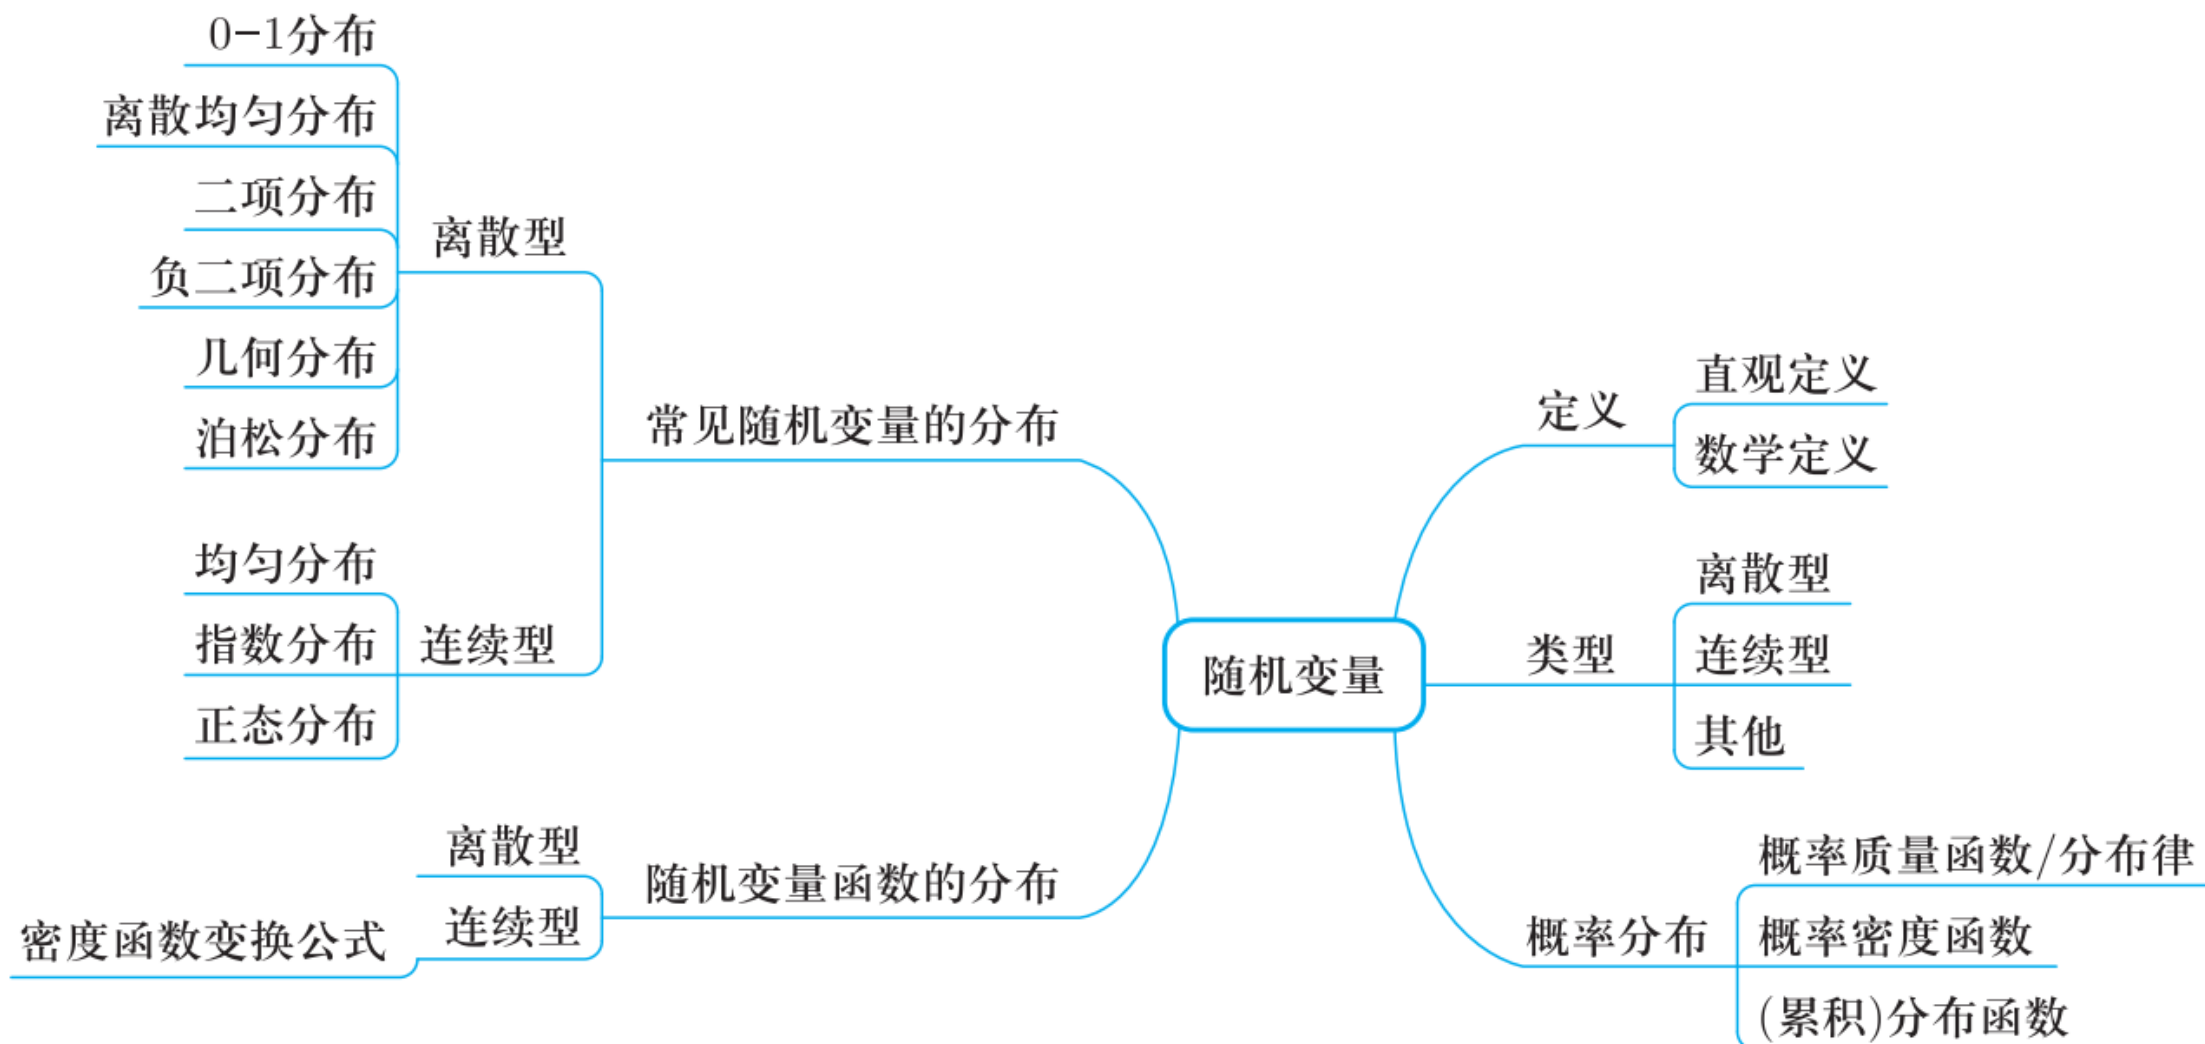 0-1分布
离散均匀分布
二项分布
负二项分布
几何分布
泊松分布
离散型
均匀分布
指数分布
正态分布
连续型
常见随机变量的分布
离散型
连续型
密度函数变换公式
随机变量函数的分布
随机变量
定义
直观定义
数学定义
类型
离散型
连续型
其他
概率分布
概率质量函数/分布律
概率密度函数
(累积)分布函数